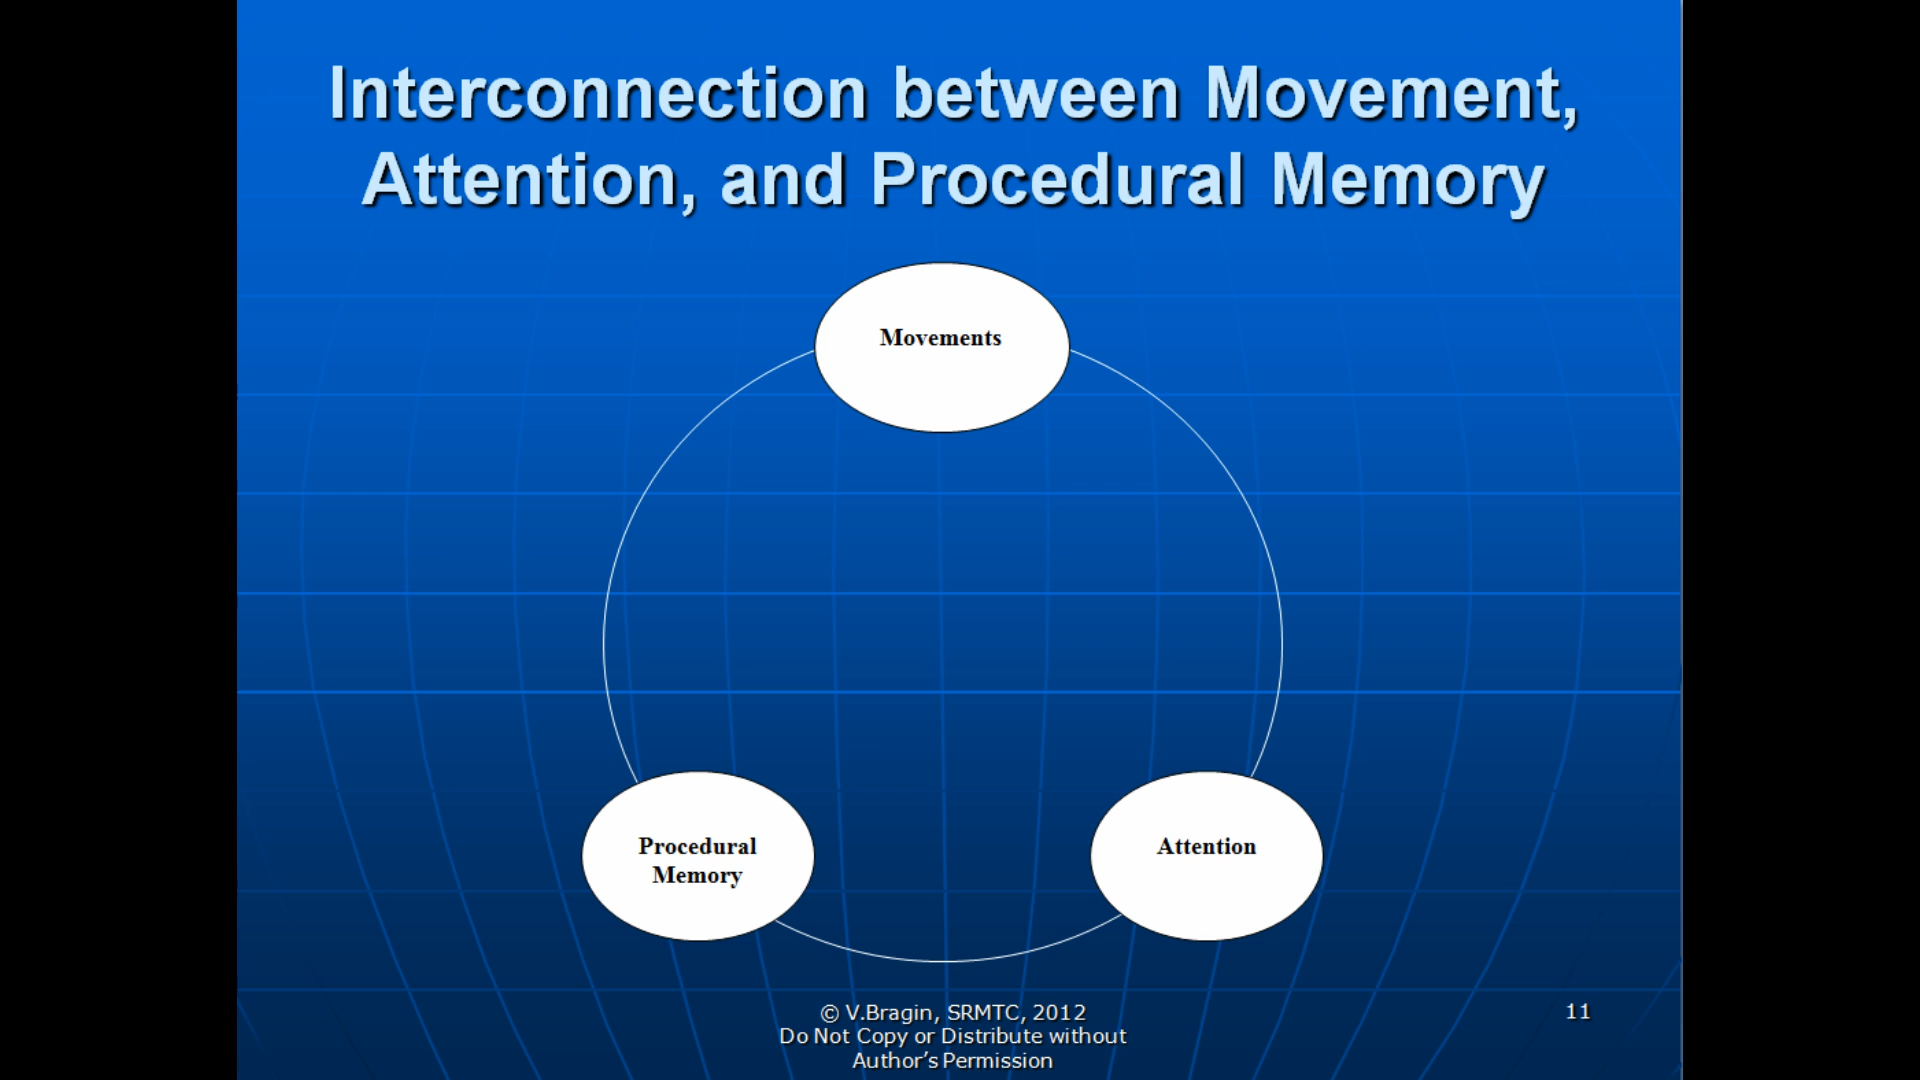 Interconnection between Movement,
Attention, and Procedural Memory
Movements
Procedural
Memory
Attention
© V.Bragin, SRMTC, 2012
Do Not Copy or Distribute without
Author's Permission
11